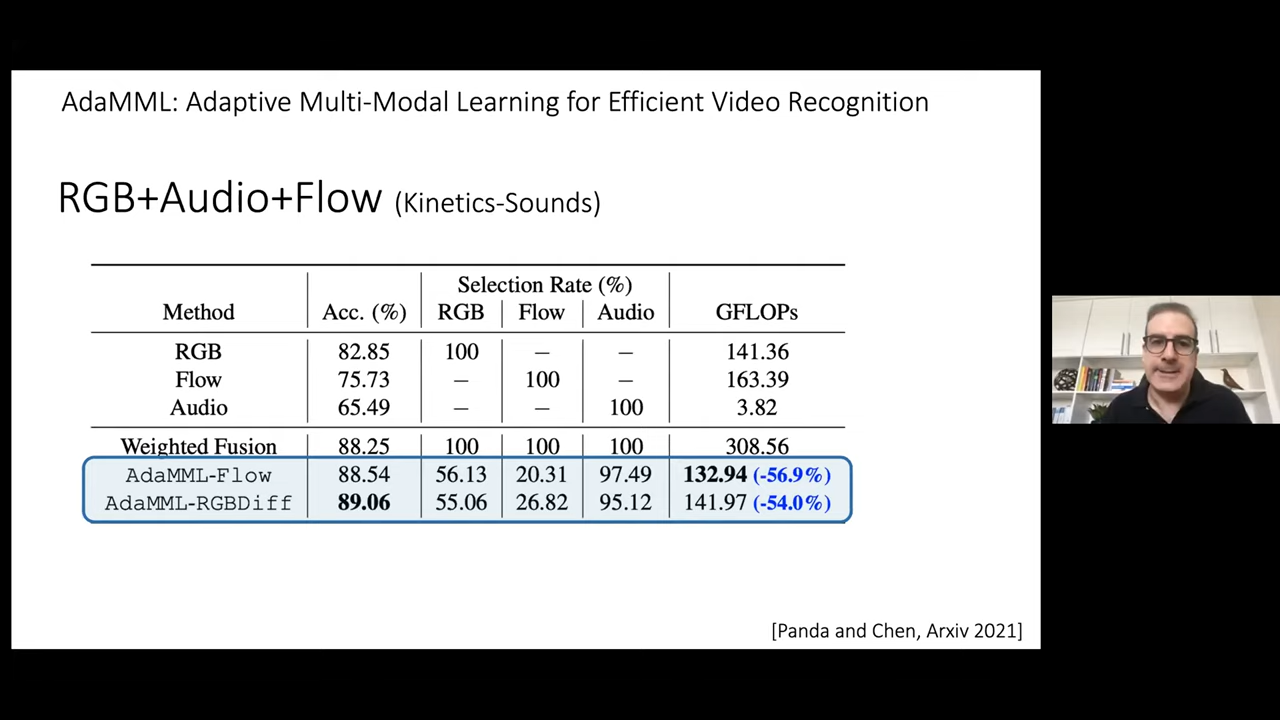 AdaMML: Adaptive Multi-Modal Learning for Efficient Video Recognition
RGB+Audio+Flow (Kinetics-Sounds)
Selection Rate (%)
Method Acc. (%) RGB Flow Audio GFLOPs
RGB 82.85 100 — — 141.36
Flow 75.73 — 100 — 163.39
Audio 65.49 — — 100 3.82
Weighted Fusion 88.25 100 100 100 308.56
AdaMML-Flow 88.54 56.13 20.31 97.49 132.94 (-56.9%)
AdaMML-RGBDiff 89.06 55.06 26.82 95.12 141.97 (-54.0%)
[Panda and Chen, Arxiv 2021]